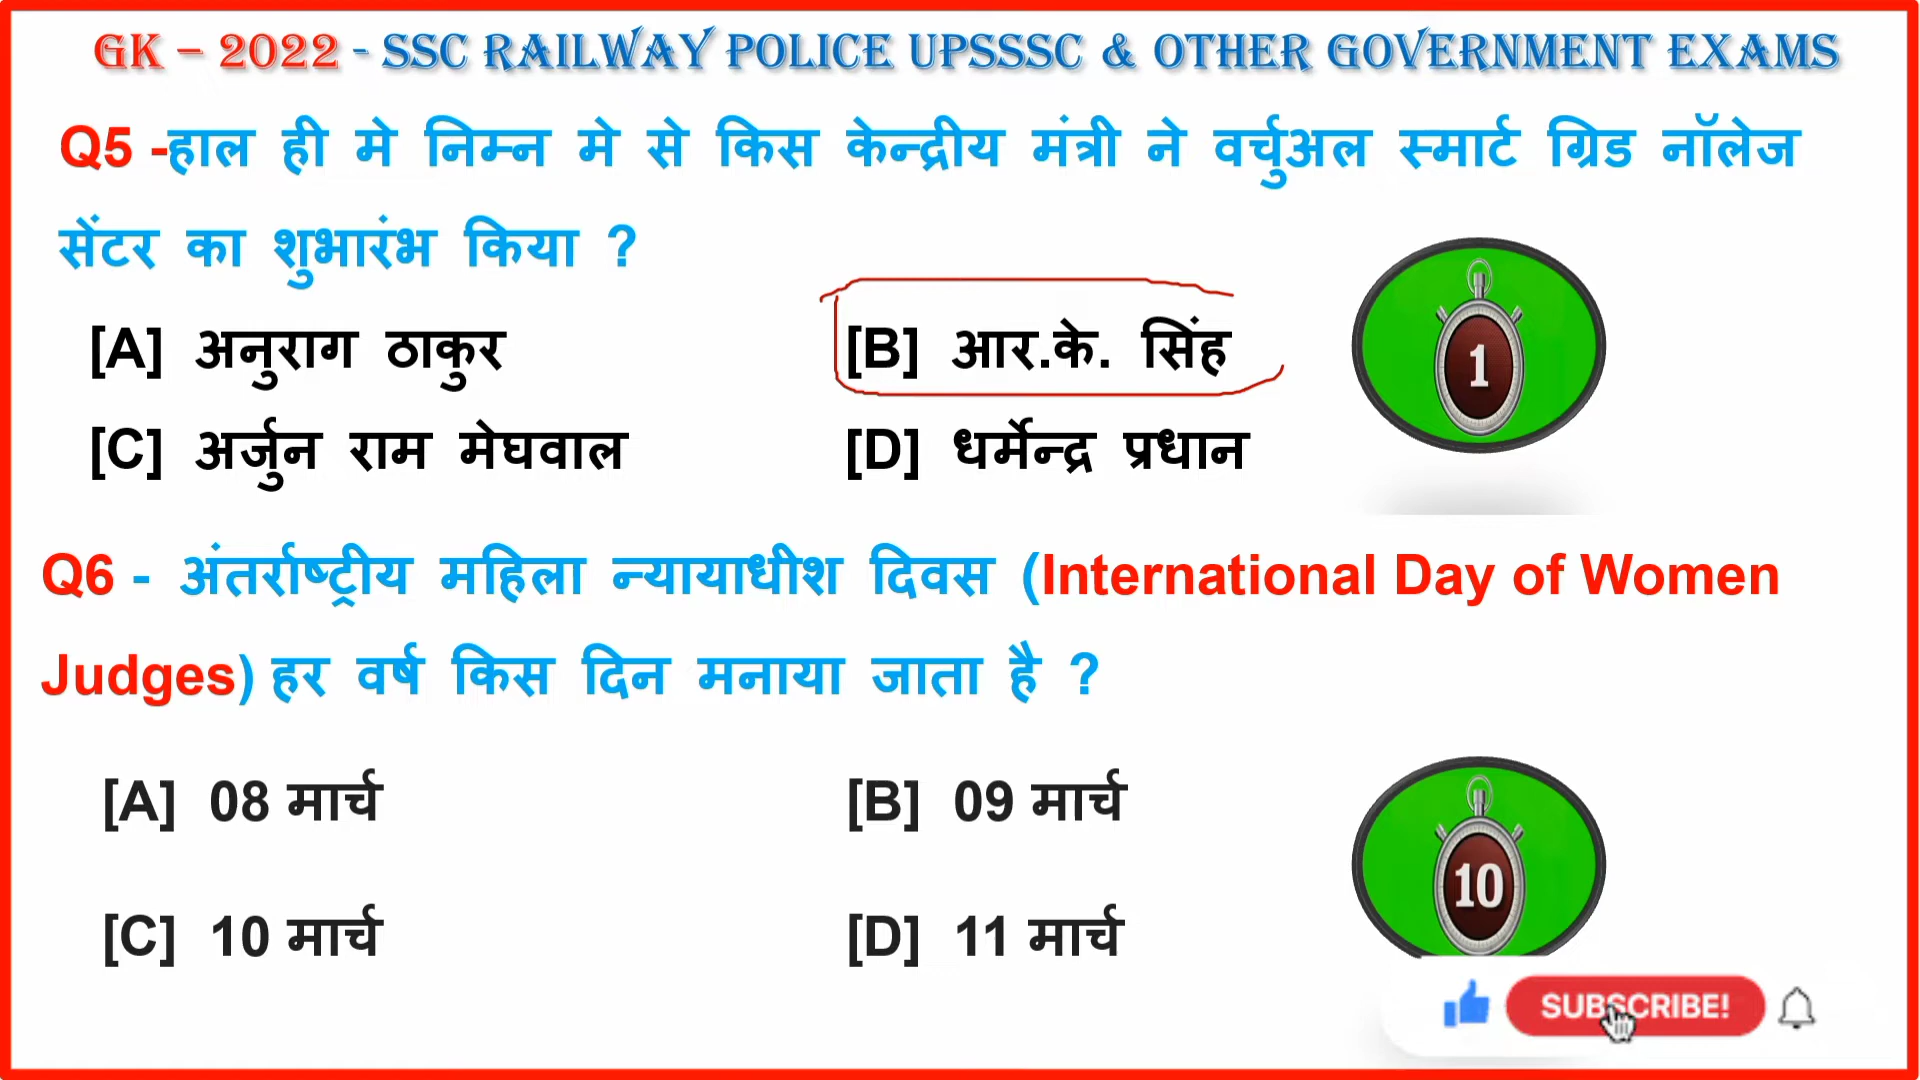 GK – 2022 - SSC RAILWAY POLICE UPSSSC & OTHER GOVERNMENT EXAMS
Q5 -हाल ही मे निम्न मे से किस केन्द्रीय मंत्री ने वर्चुअल स्मार्ट ग्रिड नॉलेज
सेंटर का शुभारंभ किया ?
[A] अनुराग ठाकुर [B] आर.के. सिंह
1
[C] अर्जुन राम मेघवाल [D] धर्मेन्द्र प्रधान
Q6 - अंतर्राष्ट्रीय महिला न्यायाधीश दिवस (International Day of Women
Judges) हर वर्ष किस दिन मनाया जाता है ?
[A] 08 मार्च [B] 09 मार्च
10
[C] 10 मार्च [D] 11 मार्च
SUBSCRIBE!